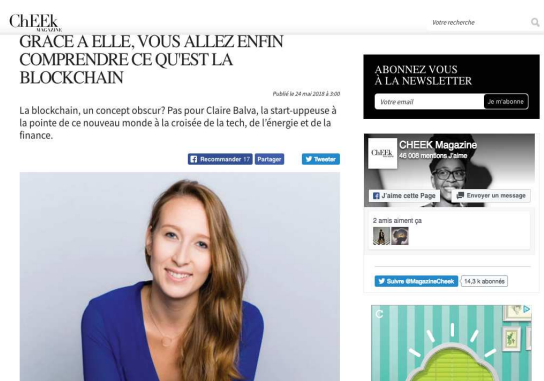 ChEEk
MAGAZINE
Votre recherche
GRÂCE À ELLE, VOUS ALLEZ ENFIN
COMPRENDRE CE QU'EST LA
BLOCKCHAIN
Publié le 24 mai 2018 à 3:00
La blockchain, un concept obscur? Pas pour Claire Balva, la start-uppeuse à
la pointe de ce nouveau monde à la croisée de la tech, de l'énergie et de la
finance.
Recommander 17 Partager Tweeter
ABONNEZ VOUS
À LA NEWSLETTER
Votre email Je m'abonne
ChEEk
CHEEK Magazine
46 008 mentions J'aime
J'aime cette Page Envoyer un message
2 amis aiment ça
Suivre @MagazineCheek 14,3 k abonnés
C